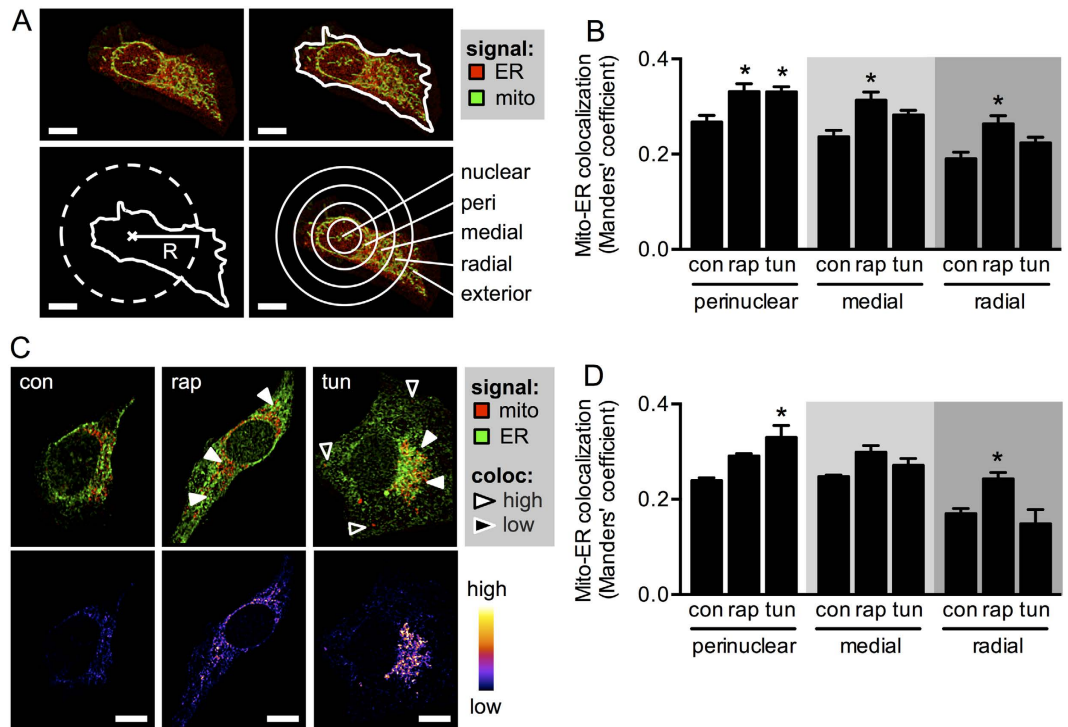 A
signal:
ER
mito
R
nuclear
peri
medial
radial
exterior
B
Mito-ER colocalization
(Manders' coefficient)
0.4
0.2
0.0
con rap tun con rap tun con rap tun
perinuclear medial radial
* * * *
C
con rap tun
signal:
mito
ER
coloc:
high
low
high
low
D
Mito-ER colocalization
(Manders' coefficient)
0.4
0.2
0.0
* *
con rap tun con rap tun con rap tun
perinuclear medial radial